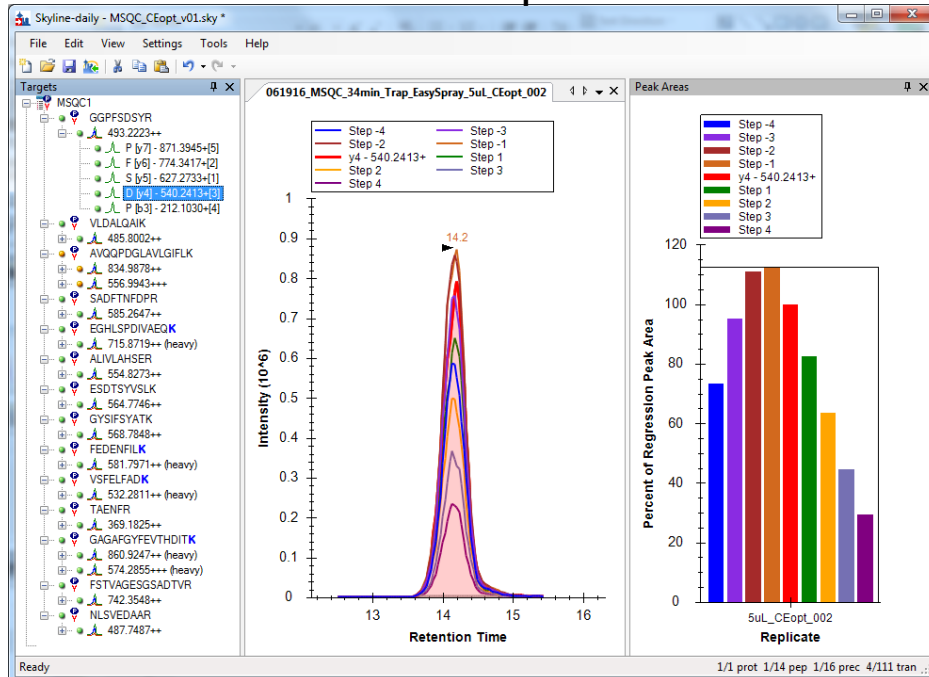 Skyline-daily - MSQC_CEopt_v01.sky *
File Edit View Settings Tools Help
Targets
MSQC1
GGPFSDSYR
493.2223++
P [y7] - 871.3945+[5]
F [y6] - 774.3417+[2]
S [y5] - 627.2733+[1]
D [y4] - 540.2413+[3]
P [b3] - 212.1030+[4]
VLDALQAIK
485.8002++
AVQQPDGLAVLGIFLK
834.9878++
556.9943+++
SADFTNFDPR
585.2647++
EGHLSPDIVAEQK
715.8719++ (heavy)
ALIVLAHSER
554.8273++
ESDTSYVSLK
564.7746++
GYSIFSYATK
568.7848++
FEDENFILK
581.7971++ (heavy)
VSFELFADK
532.2811++ (heavy)
TAENFR
369.1825++
GAGAFGYFEVTHDITK
860.9247++ (heavy)
574.2855+++ (heavy)
FSTVAGESGSADTVR
742.3548++
NLSVEDAAR
487.7487++
061916_MSQC_34min_Trap_EasySpray_5uL_CEopt_002
Step -4 Step -3
Step -2 Step -1
y4 - 540.2413+ Step 1
Step 2 Step 3
Step 4
1
0.9
0.8
0.7
0.6
0.5
0.4
0.3
0.2
0.1
0
Intensity (10^6)
14.2
13 14 15 16
Retention Time
Peak Areas
Step -4
Step -3
Step -2
Step -1
y4 - 540.2413+
Step 1
Step 2
Step 3
Step 4
120
100
80
60
40
20
0
Percent of Regression Peak Area
5uL_CEopt_002
Replicate
Ready
1/1 prot 1/14 pep 1/16 prec 4/111 tran